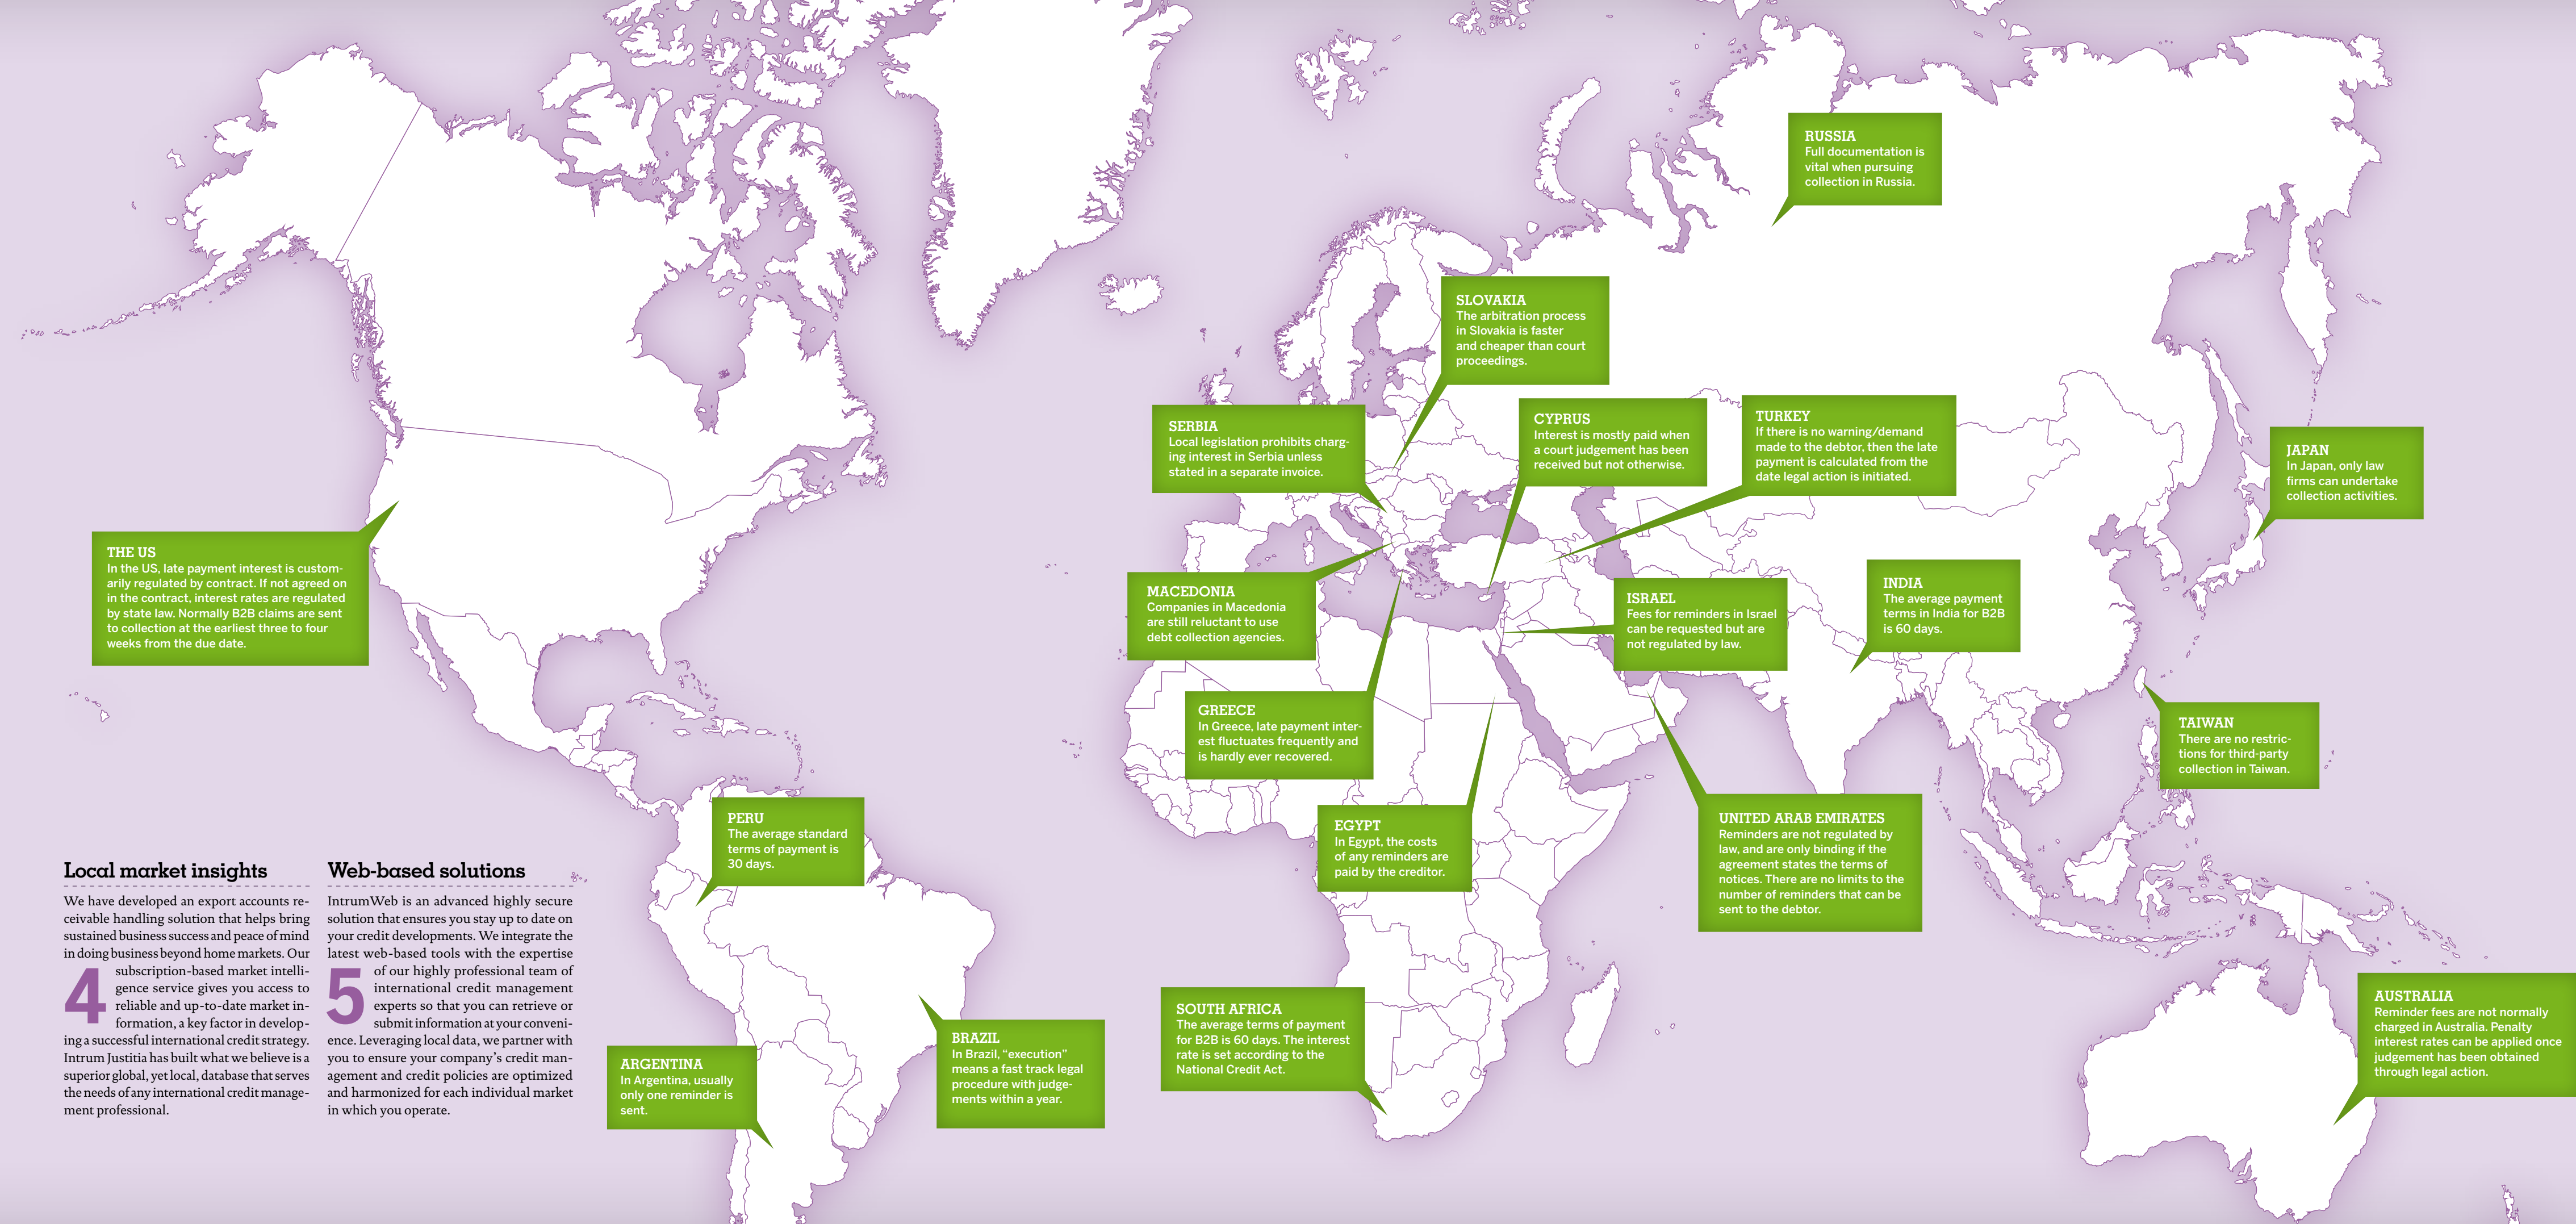 RUSSIA
Full documentation is
vital when pursuing
collection in Russia.
SLOVAKIA
The arbitration process
in Slovakia is faster
and cheaper than court
proceedings.
SERBIA
Local legislation prohibits charg-
ing interest in Serbia unless
stated in a separate invoice.
CYPRUS
Interest is mostly paid when
a court judgement has been
received but not otherwise.
TURKEY
If there is no warning/demand
made to the debtor, then the late
payment is calculated from the
date legal action is initiated.
JAPAN
In Japan, only law
firms can undertake
collection activities.
THE US
In the US, late payment interest is custom-
arily regulated by contract. If not agreed on
in the contract, interest rates are regulated
by state law. Normally B2B claims are sent
to collection at the earliest three to four
weeks from the due date.
MACEDONIA
Companies in Macedonia
are still reluctant to use
debt collection agencies.
ISRAEL
Fees for reminders in Israel
can be requested but are
not regulated by law.
INDIA
The average payment
terms in India for B2B
is 60 days.
GREECE
In Greece, late payment inter-
est fluctuates frequently and
is hardly ever recovered.
TAIWAN
There are no restric-
tions for third-party
collection in Taiwan.
PERU
The average standard
terms of payment is
30 days.
EGYPT
In Egypt, the costs
of any reminders are
paid by the creditor.
UNITED ARAB EMIRATES
Reminders are not regulated by
law, and are only binding if the
agreement states the terms of
notices. There are no limits to the
number of reminders that can be
sent to the debtor.
Local market insights
We have developed an export accounts re-
ceivable handling solution that helps bring
sustained business success and peace of mind
in doing business beyond home markets. Our
4
subscription-based market intelli-
gence service gives you access to
reliable and up-to-date market in-
formation, a key factor in develop-
ing a successful international credit strategy.
Intrum Justitia has built what we believe is a
superior global, yet local, database that serves
the needs of any international credit manage-
ment professional.
Web-based solutions
IntrumWeb is an advanced highly secure
solution that ensures you stay up to date on
your credit developments. We integrate the
latest web-based tools with the expertise
5
of our highly professional team of
international credit management
experts so that you can retrieve or
submit information at your conveni-
ence. Leveraging local data, we partner with
you to ensure your company's credit man-
agement and credit policies are optimized
and harmonized for each individual market
in which you operate.
ARGENTINA
In Argentina, usually
only one reminder is
sent.
BRAZIL
In Brazil, “execution”
means a fast track legal
procedure with judge-
ments within a year.
SOUTH AFRICA
The average terms of payment
for B2B is 60 days. The interest
rate is set according to the
National Credit Act.
AUSTRALIA
Reminder fees are not normally
charged in Australia. Penalty
interest rates can be applied once
judgement has been obtained
through legal action.